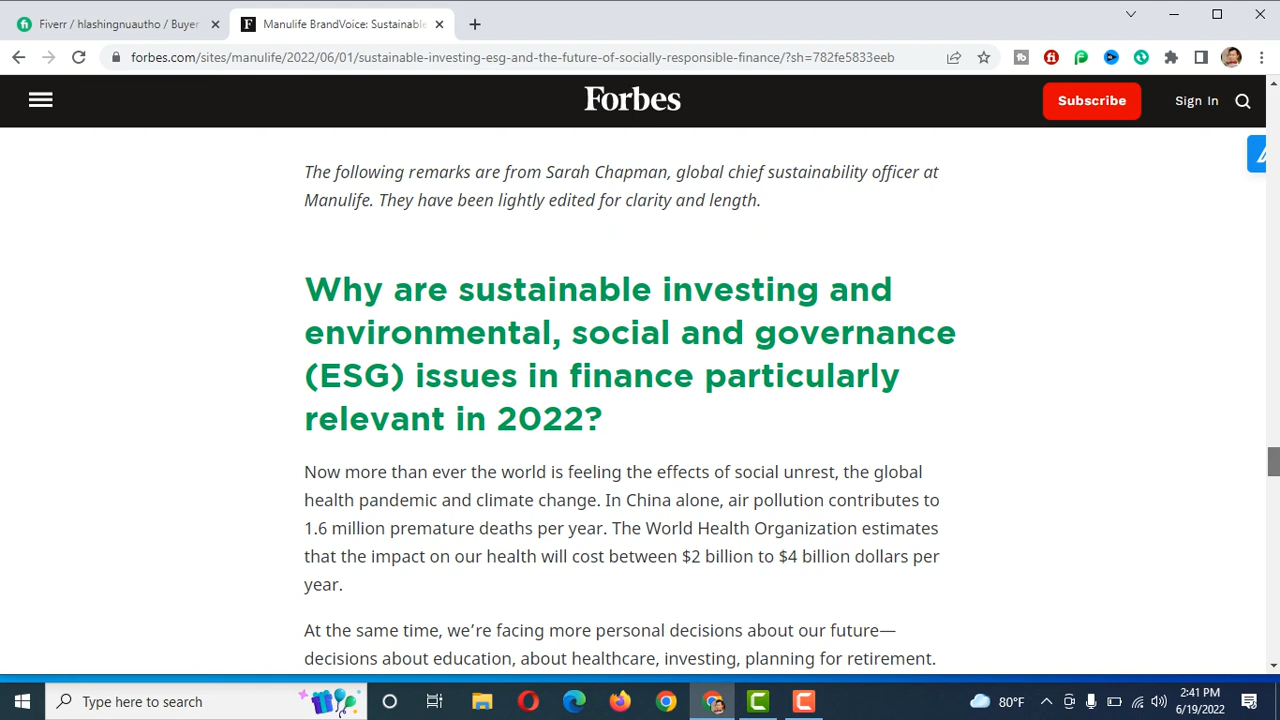 Fiverr / hlashingnuautho / Buyer
Manulife BrandVoice: Sustainable
forbes.com/sites/manulife/2022/06/01/sustainable-investing-esg-and-the-future-of-socially-responsible-finance/?sh=782fe5833eeb
Forbes
Subscribe
Sign In
The following remarks are from Sarah Chapman, global chief sustainability officer at
Manulife. They have been lightly edited for clarity and length.
Why are sustainable investing and
environmental, social and governance
(ESG) issues in finance particularly
relevant in 2022?
Now more than ever the world is feeling the effects of social unrest, the global
health pandemic and climate change. In China alone, air pollution contributes to
1.6 million premature deaths per year. The World Health Organization estimates
that the impact on our health will cost between $2 billion to $4 billion dollars per
year.
At the same time, we’re facing more personal decisions about our future—
decisions about education, about healthcare, investing, planning for retirement.
Type here to search
80°F
2:41 PM
6/19/2022